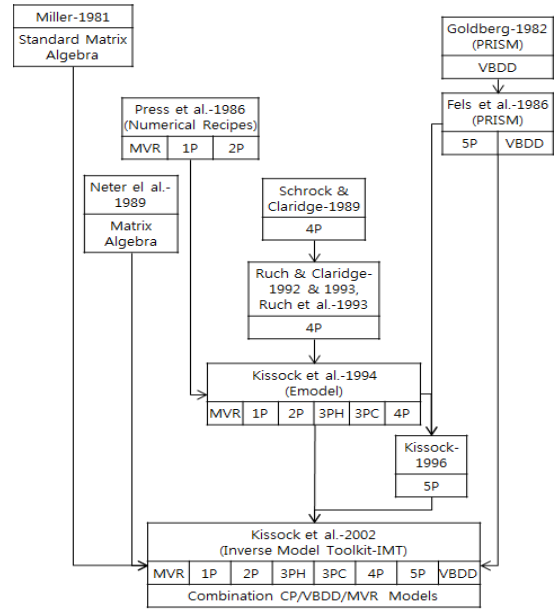 Miller-1981
Standard Matrix
Algebra
Goldberg-1982
(PRISM)
VBDD
Fels et al.-1986
(PRISM)
5P VBDD
Press et al.-1986
(Numerical Recipes)
MVR 1P 2P
Neter el al.-
1989
Matrix
Algebra
Schrock &
Claridge-1989
4P
Ruch & Claridge-
1992 & 1993,
Ruch et al.-1993
4P
Kissock et al.-1994
(Emodel)
MVR 1P 2P 3PH 3PC 4P
Kissock-
1996
5P
Kissock et al.-2002
(Inverse Model Toolkit-IMT)
MVR 1P 2P 3PH 3PC 4P 5P VBDD
Combination CP/VBDD/MVR Models